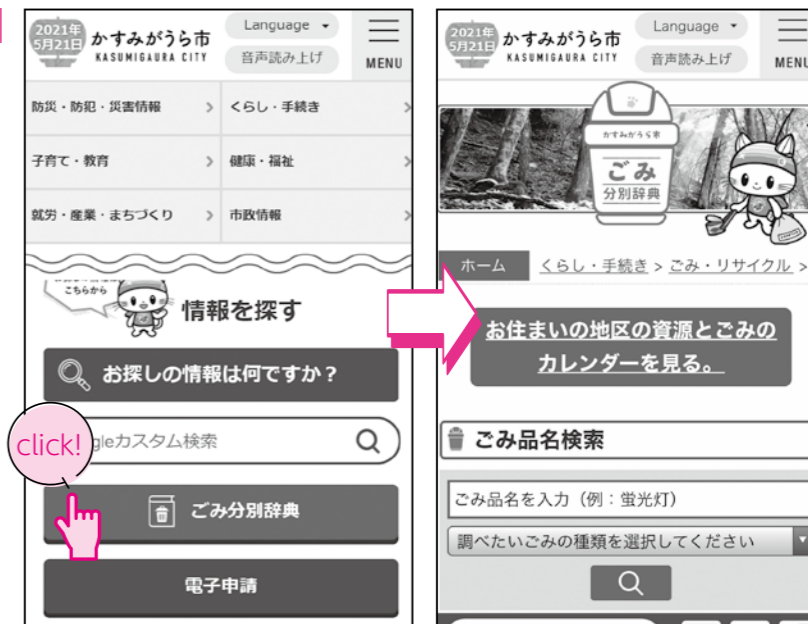 2021年
5月21日
かすみがうら市
KASUMIGAURA CITY
Language
音声読み上げ
MENU
防災・防犯・災害情報
くらし・手続き
子育て・教育
健康・福祉
就労・産業・まちづくり
市政情報
こちらから
情報を探す
お探しの情報は何ですか?
gleカスタム検索
click!
ごみ分別辞典
電子申請
2021年
5月21日
かすみがうら市
KASUMIGAURA CITY
Language
音声読み上げ
MENU
かすみがうら市
ごみ
分別辞典
ホーム
くらし・手続き > ごみ・リサイクル >
お住まいの地区の資源とごみの
カレンダーを見る。
ごみ品名検索
ごみ品名を入力(例:蛍光灯)
調べたいごみの種類を選択してください